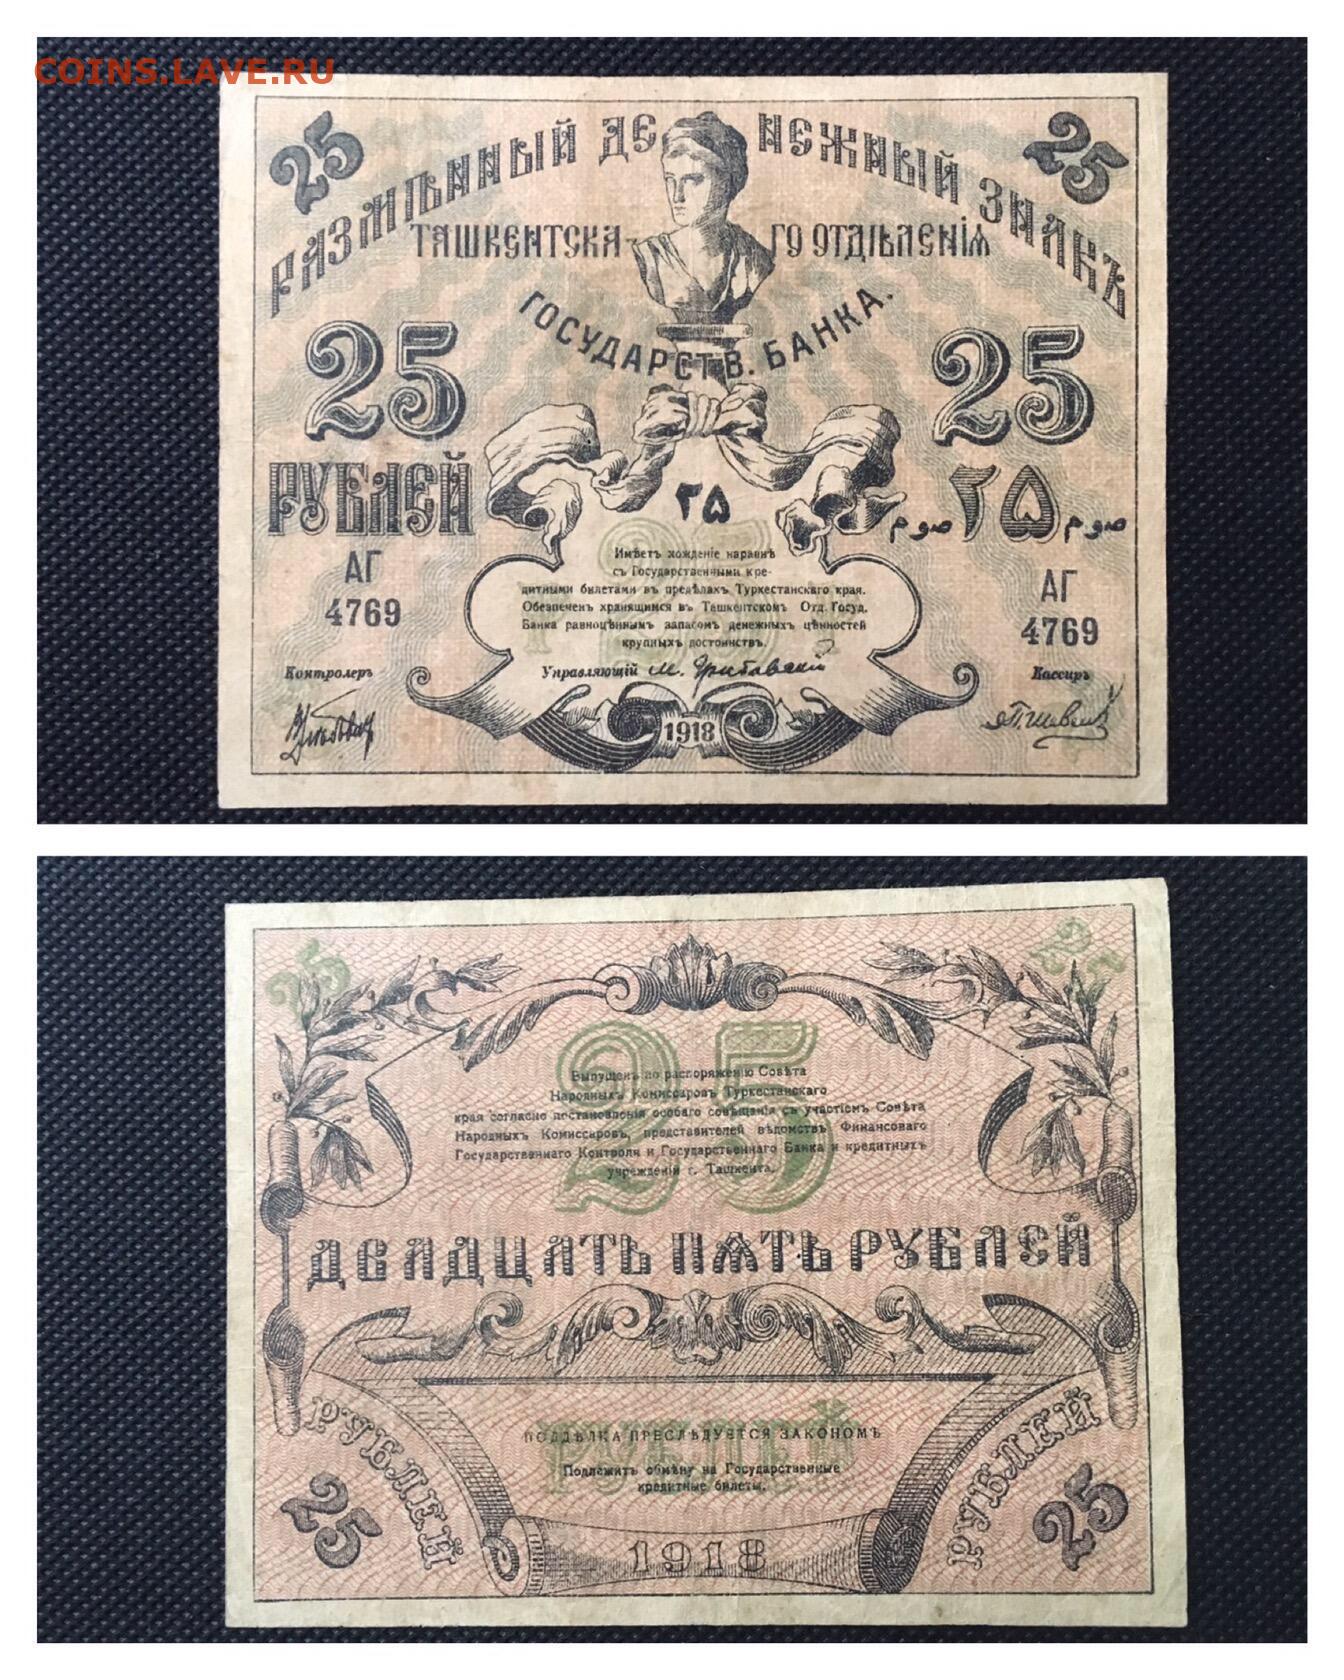 COINS.LAVE.RU
25 25
РАЗМѢННЫЙ ДЕНЕЖНЫЙ ЗНАКЪ
ТАШКЕНТСКАГО ОТДѢЛЕНІЯ
ГОСУДАРСТВ. БАНКА.
25 25
РУБЛЕЙ
۲۵
صوم ۲۵ صوم
АГ
4769
АГ
4769
Имѣетъ хожденіе наравнѣ
съ Государственными кре-
дитными билетами въ предѣлахъ Туркестанскаго края.
Обезпеченъ хранящимся въ Ташкентскомъ Отд. Госуд.
Банка равноцѣннымъ запасомъ денежныхъ цѣнностей
крупныхъ достоинствъ.
Контролеръ
Управляющій
Кассиръ
1918
25 25
25
Выпущенъ по распоряженію Совѣта
Народныхъ Комиссаровъ Туркестанскаго
края согласно постановленія особаго совѣщанія съ участіемъ Совѣта
Народныхъ Комиссаровъ, представителей вѣдомствъ Финансоваго
Государственнаго Контроля и Государственнаго Банка и кредитныхъ
учрежденій г. Ташкента.
ДВАДЦАТЬ ПЯТЬ РУБЛЕЙ
РУБЛЕЙ
25
РУБЛЕЙ
25
РУБЛЕЙ
ПОДДѢЛКА ПРЕСЛѢДУЕТСЯ ЗАКОНОМЪ
Подлежитъ обмѣну на Государственные
кредитные билеты.
1918